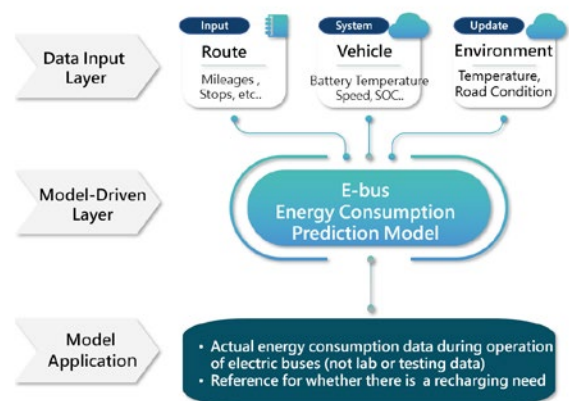 Input
System
Update
Data Input
Layer
Route
Mileages ,
Stops, etc..
Vehicle
Battery Temperature
Speed, SOC..
Environment
Temperature,
Road Condition
Model-Driven
Layer
E-bus
Energy Consumption
Prediction Model
Model
Application
• Actual energy consumption data during operation
of electric buses (not lab or testing data)
• Reference for whether there is a recharging need